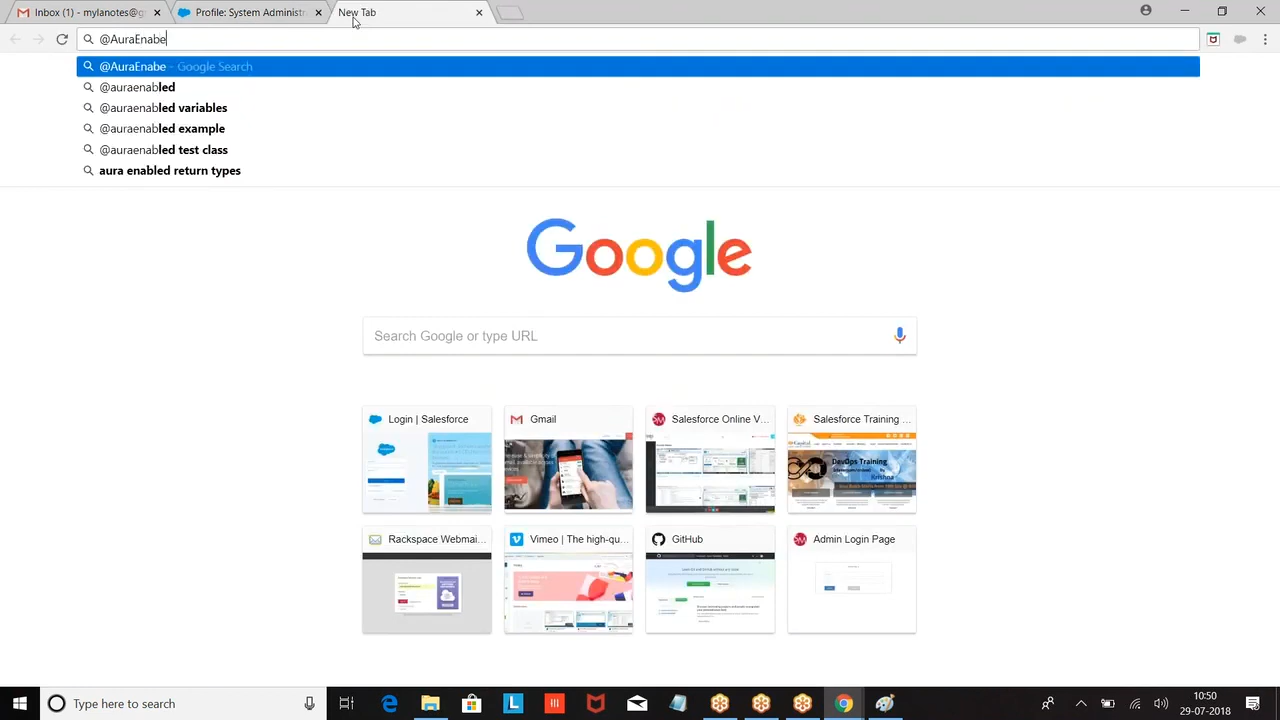 Inbox (1) - mylanotes@g
Profile: System Administr
New Tab
@AuraEnabe
@AuraEnabe - Google Search
@auraenabled
@auraenabled variables
@auraenabled example
@auraenabled test class
aura enabled return types
Google
Search Google or type URL
Login | Salesforce
Gmail
Salesforce Online V...
Salesforce Training ...
DevOps Training
Krishna
Rackspace Webmai...
Vimeo | The high-qu...
GitHub
Admin Login Page
Type here to search
10:50
29-07-2018